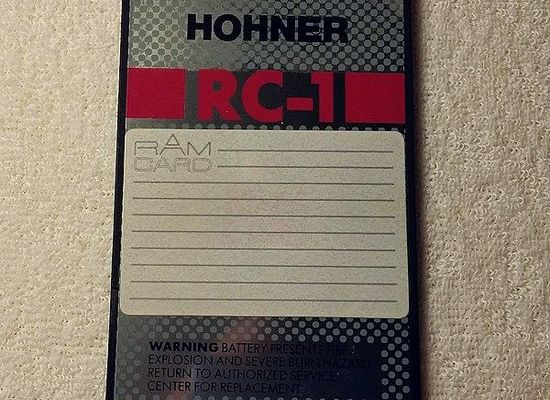 HOHNER
RC-1
RAM
CARD
WARNING BATTERY PRESENTS FIRE,
EXPLOSION AND SEVERE BURN HAZARD
RETURN TO AUTHORIZED SERVICE
CENTER FOR REPLACEMENT